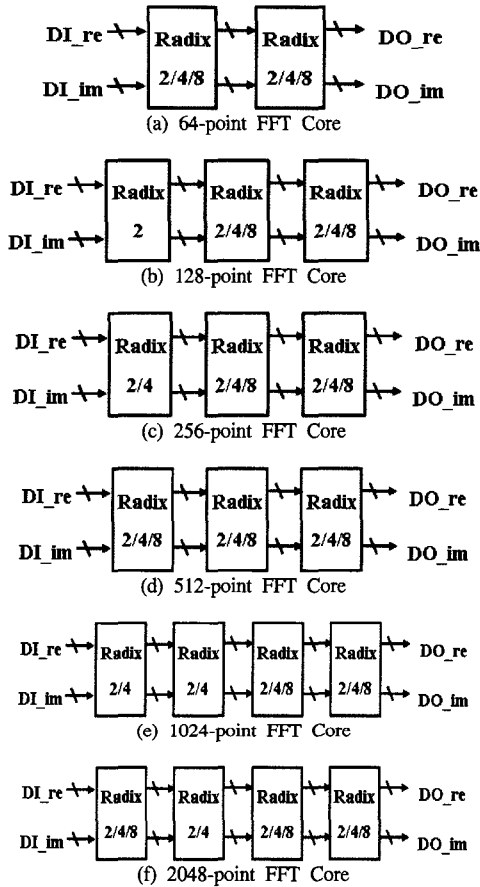 DI_re Radix Radix DO_re
DI_im 2/4/8 2/4/8 DO_im
(a) 64-point FFT Core
DI_re Radix Radix Radix DO_re
DI_im 2 2/4/8 2/4/8 DO_im
(b) 128-point FFT Core
DI_re Radix Radix Radix DO_re
DI_im 2/4 2/4/8 2/4/8 DO_im
(c) 256-point FFT Core
DI_re Radix Radix Radix DO_re
DI_im 2/4/8 2/4/8 2/4/8 DO_im
(d) 512-point FFT Core
DI_re Radix Radix Radix Radix DO_re
DI_im 2/4 2/4 2/4/8 2/4/8 DO_im
(e) 1024-point FFT Core
DI_re Radix Radix Radix Radix DO_re
DI_im 2/4/8 2/4 2/4/8 2/4/8 DO_im
(f) 2048-point FFT Core